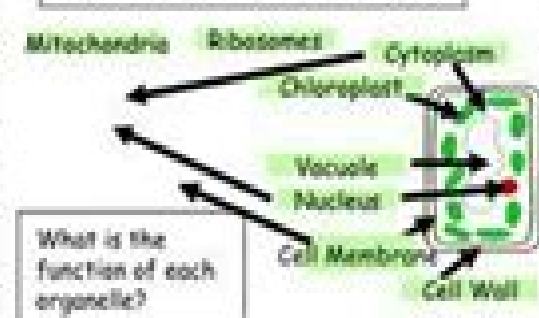 Mitochondria Ribosomes
Cytoplasm
Chloroplast
Vacuole
Nucleus
Cell Membrane
Cell Wall
What is the
function of each
organelle?